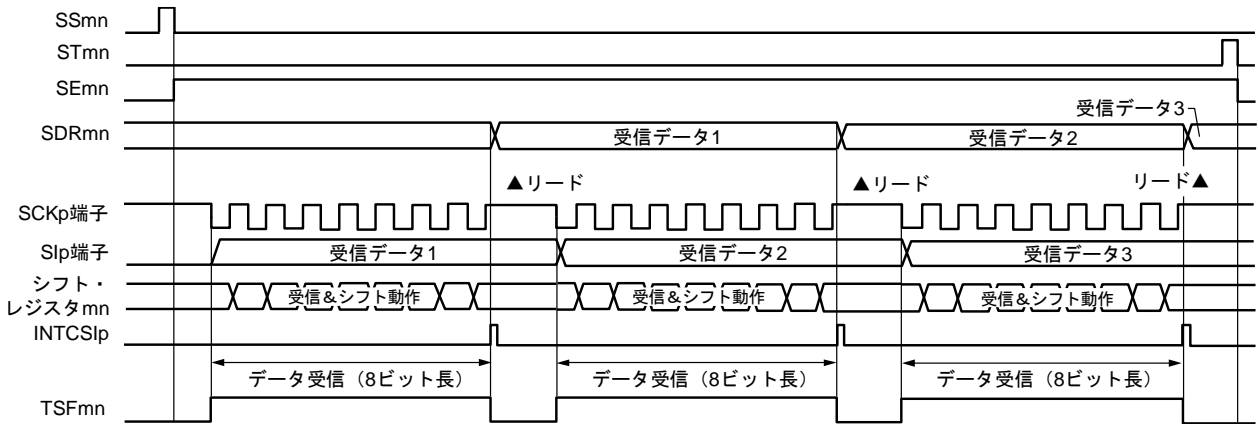 SSmn
STmn
SEmn
受信データ3
SDRmn
受信データ1
受信データ2
▲リード
▲リード
リード▲
SCKp端子
SIp端子
受信データ1
受信データ2
受信データ3
シフト・
レジスタmn
受信&シフト動作
受信&シフト動作
受信&シフト動作
INTCSIp
データ受信（8ビット長）
データ受信（8ビット長）
データ受信（8ビット長）
TSFmn